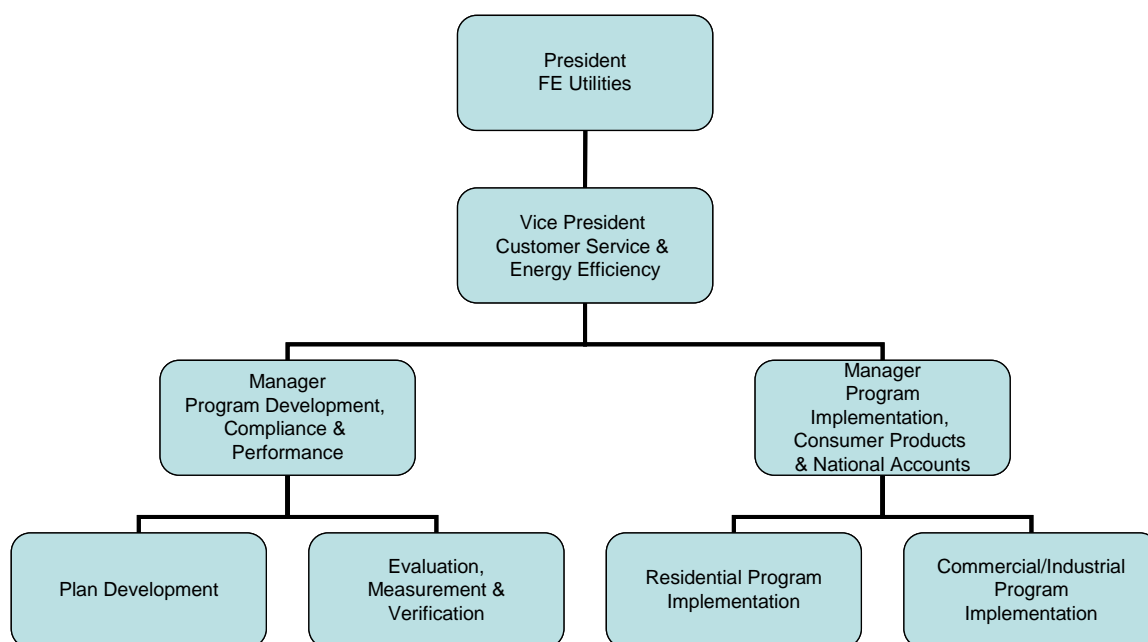 President
FE Utilities
Vice President
Customer Service &
Energy Efficiency
Manager
Program Development,
Compliance &
Performance
Manager
Program
Implementation,
Consumer Products
& National Accounts
Plan Development
Evaluation,
Measurement &
Verification
Residential Program
Implementation
Commercial/Industrial
Program
Implementation